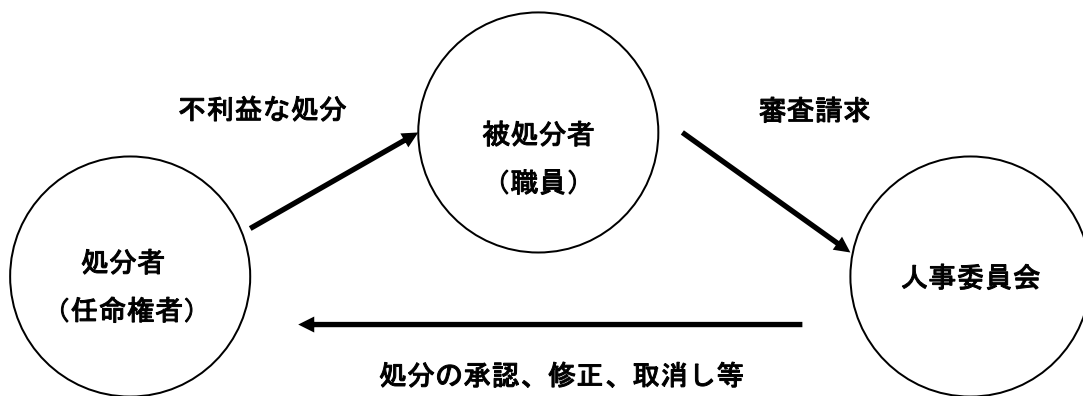 不利益な処分
被処分者
（職員）
審査請求
処分者
（任命権者）
人事委員会
処分の承認、修正、取消し等